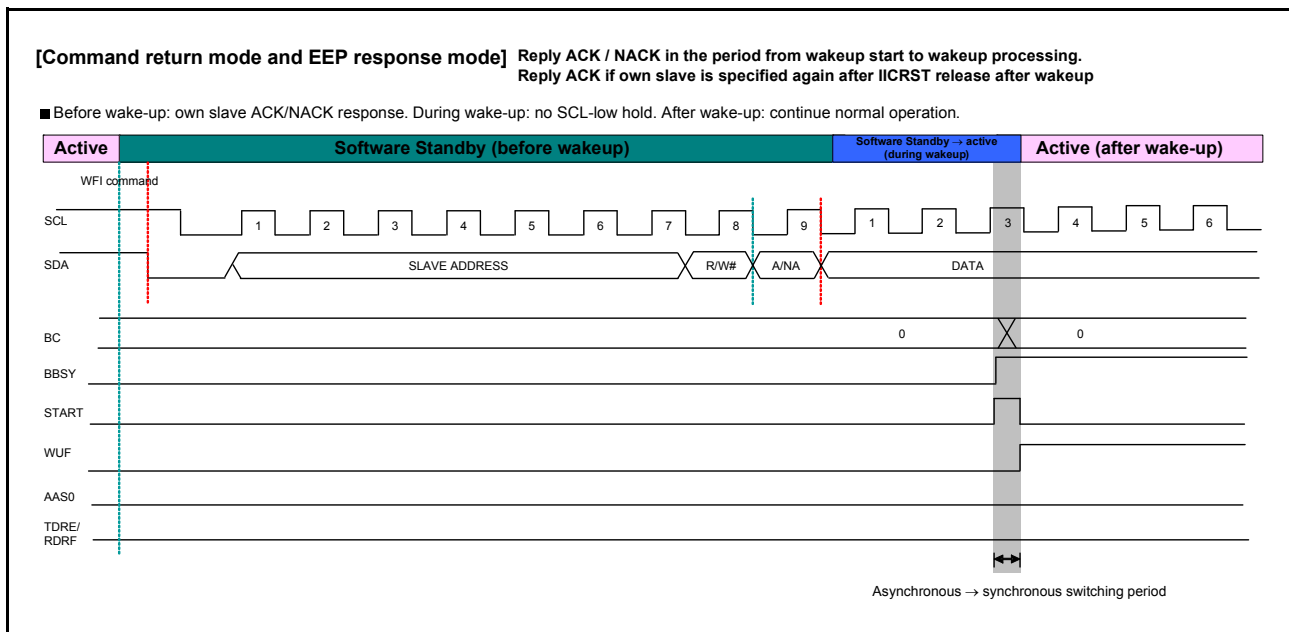 [Command return mode and EEP response mode] Reply ACK / NACK in the period from wakeup start to wakeup processing.
Reply ACK if own slave is specified again after IICRST release after wakeup
■ Before wake-up: own slave ACK/NACK response. During wake-up: no SCL-low hold. After wake-up: continue normal operation.
Active Software Standby (before wakeup) Software Standby → active Active (after wake-up)
(during wakeup)
WFI command
SCL 1 2 3 4 5 6 7 8 9 1 2 3 4 5 6
SDA SLAVE ADDRESS R/W# A/NA DATA
BC 0 0
BBSY
START
WUF
AAS0
TDRE/
RDRF
Asynchronous → synchronous switching period